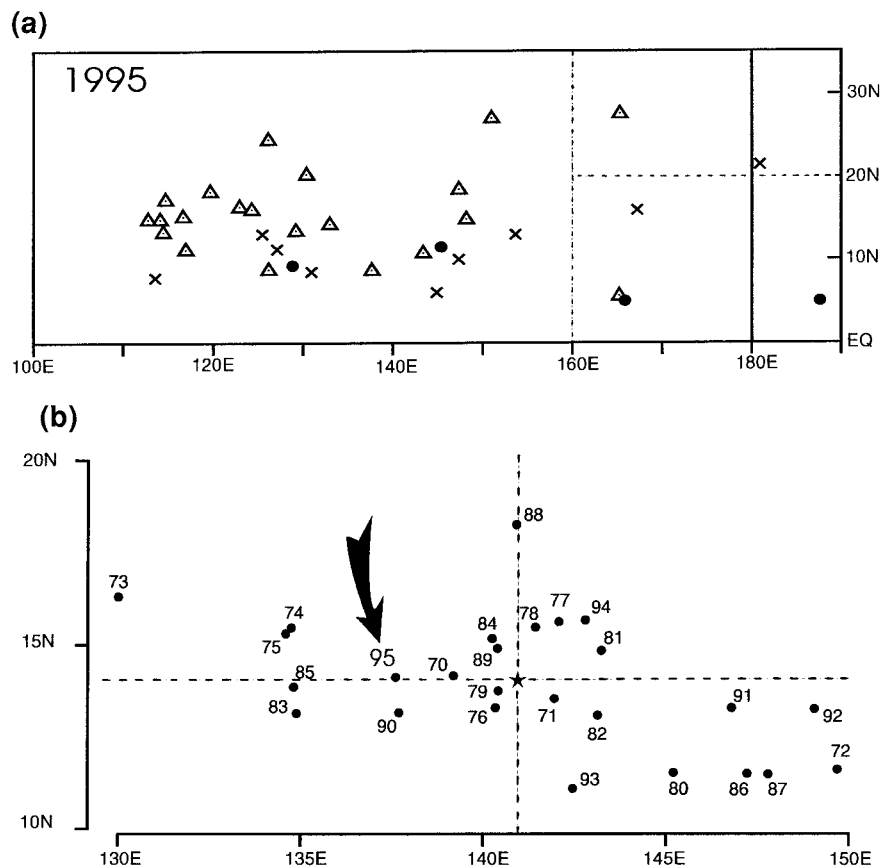 (a)
1995
30N
20N
10N
EQ
100E 120E 140E 160E 180E
(b)
20N
88
73
74 84 78 77 94
75 89 81
15N
95 70
85 79
83 90 76 71 82 91 92
72
93 80 86 87
10N
130E 135E 140E 145E 150E